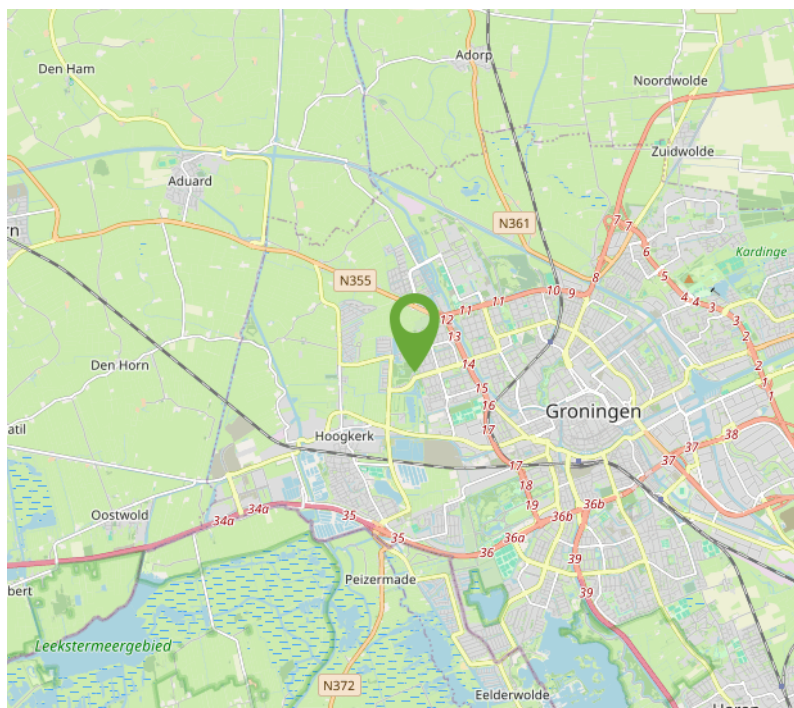 Adorp
Den Ham
Noordwolde
Zuidwolde
Aduard
7
7
N361
rn
6
Kardinge
N355
8
5
10
9
11
11
12
4
4
3
3
13
2
Den Horn
14
2
15
1
16
Groningen
1
17
atil
Hoogkerk
38
37
37
17
18
36b
Oostwold
34a
34a
35
19
36b
35
36a
36
39
Peizermade
bert
39
Leekstermeergebied
N372
Eelderwolde
Haren